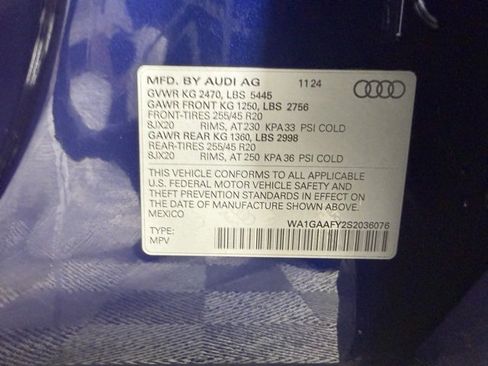 MFD. BY AUDI AG 11 24
GVWR KG 2470, LBS 5445
GAWR FRONT KG 1250, LBS 2756
FRONT-TIRES 255/45 R20
8JX20 RIMS, AT 230 KPA 33 PSI COLD
GAWR REAR KG 1360, LBS 2998
REAR-TIRES 255/45 R20
8JX20 RIMS, AT 250 KPA 36 PSI COLD
THIS VEHICLE CONFORMS TO ALL APPLICABLE
U.S. FEDERAL MOTOR VEHICLE SAFETY AND
THEFT PREVENTION STANDARDS IN EFFECT ON
THE DATE OF MANUFACTURE SHOWN ABOVE.
MEXICO
WA1GAAFY2S2036076
TYPE:
MPV